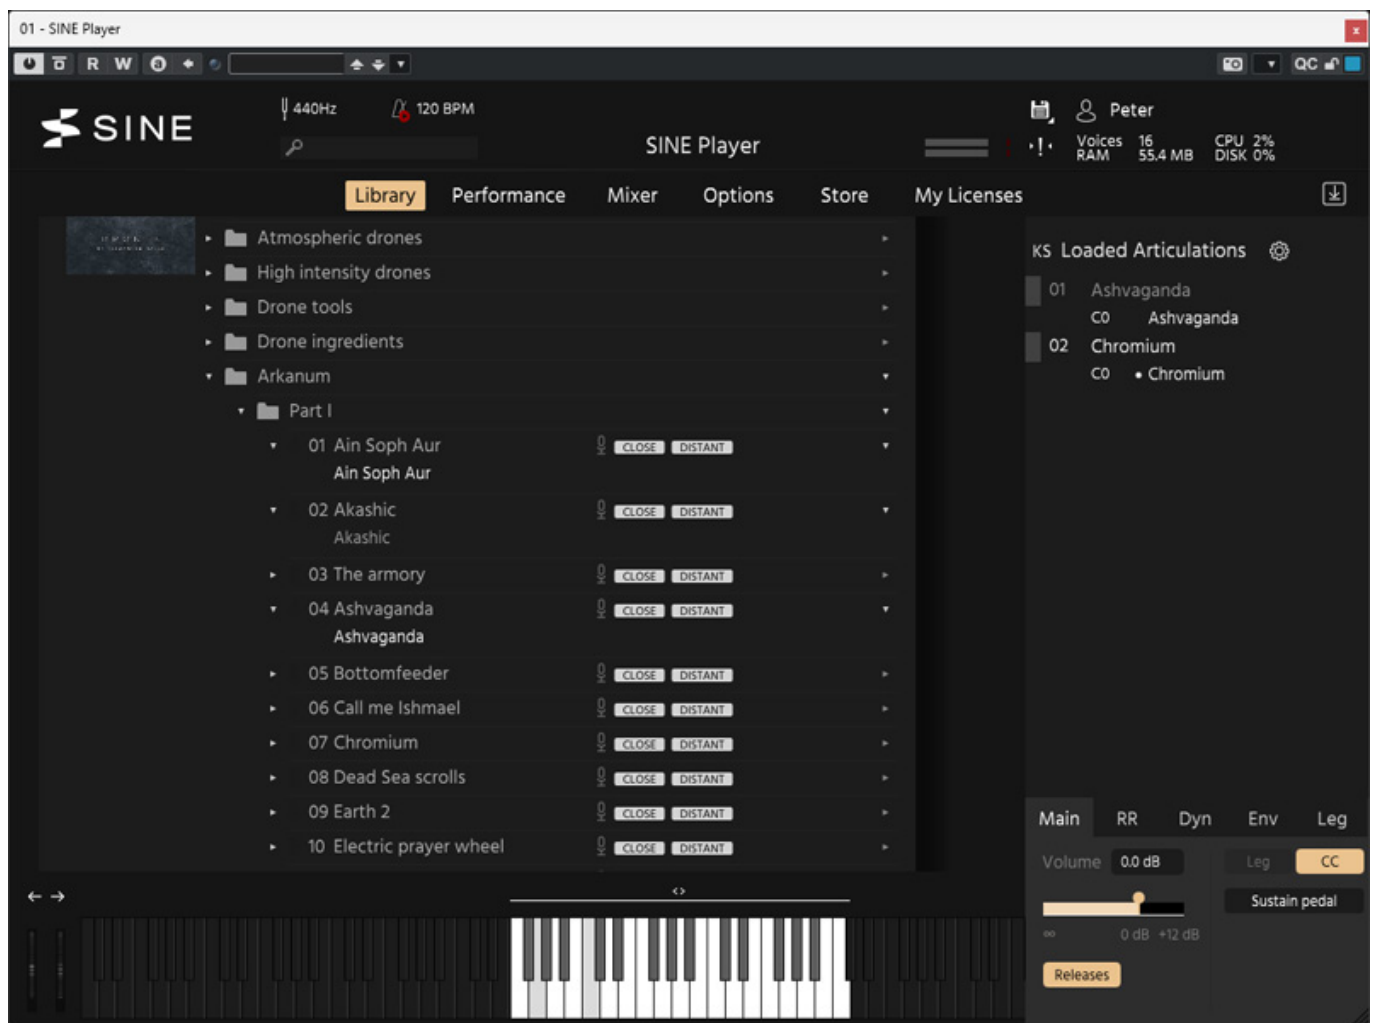 01 - SINE Player
x
R W QC
SINE
440Hz 120 BPM
Peter
SINE Player
Voices 16 CPU 2%
RAM 55.4 MB DISK 0%
Library Performance Mixer Options Store My Licenses
Atmospheric drones
High intensity drones
Drone tools
Drone ingredients
Arkanum
Part I
01 Ain Soph Aur CLOSE DISTANT
Ain Soph Aur
02 Akashic CLOSE DISTANT
Akashic
03 The armory CLOSE DISTANT
04 Ashvaganda CLOSE DISTANT
Ashvaganda
05 Bottomfeeder CLOSE DISTANT
06 Call me Ishmael CLOSE DISTANT
07 Chromium CLOSE DISTANT
08 Dead Sea scrolls CLOSE DISTANT
09 Earth 2 CLOSE DISTANT
10 Electric prayer wheel CLOSE DISTANT
KS Loaded Articulations
01 Ashvaganda
C0 Ashvaganda
02 Chromium
C0 • Chromium
Main RR Dyn Env Leg
Volume 0.0 dB Leg CC
Sustain pedal
∞ 0 dB +12 dB
Releases